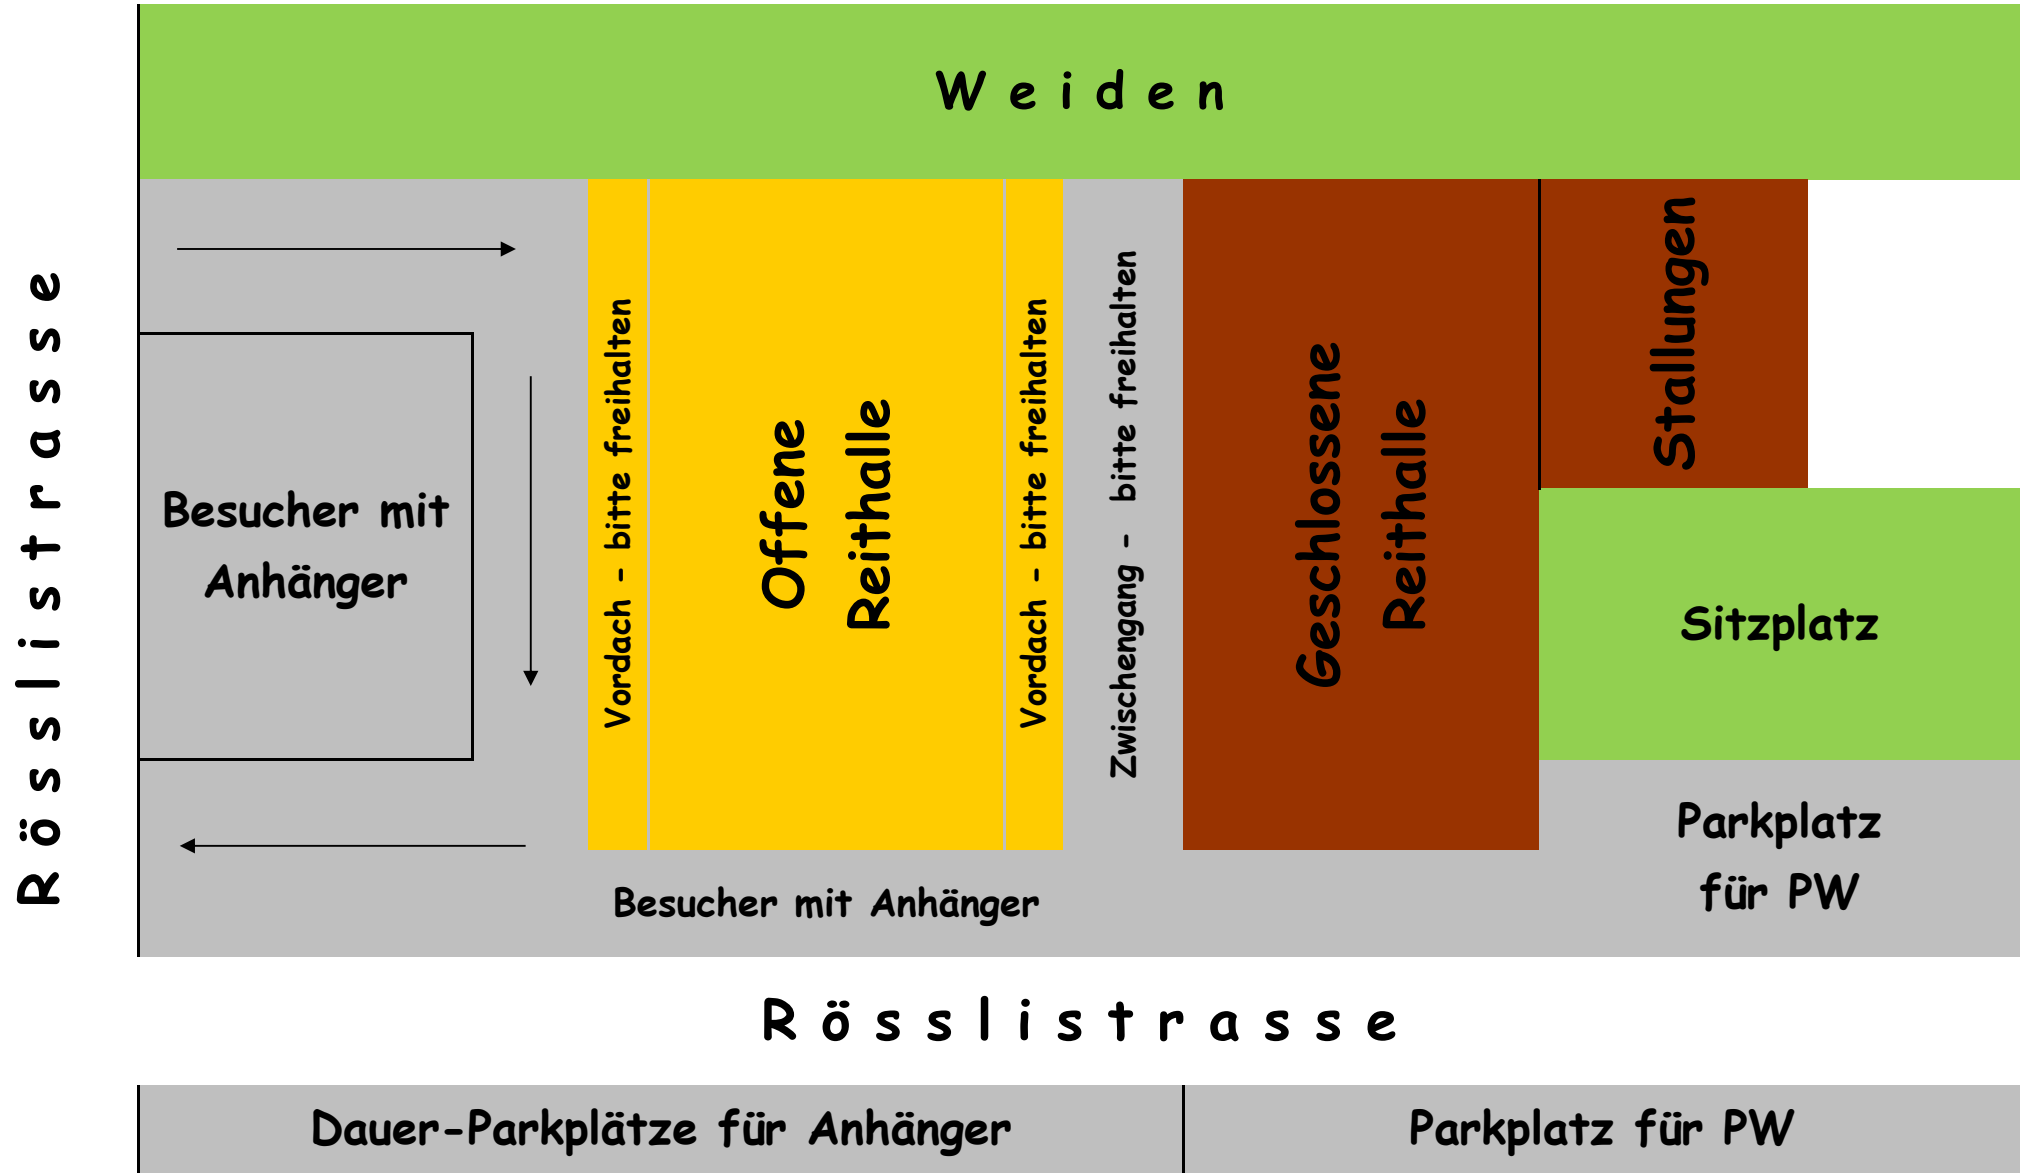 W e i d e n
R ö s s l i s t r a s s e
Besucher mit
Anhänger
Vordach - bitte freihalten
Offene
Reithalle
Vordach - bitte freihalten
Zwischengang - bitte freihalten
Geschlossene
Reithalle
Stallungen
Sitzplatz
Parkplatz
für PW
Besucher mit Anhänger
R ö s s l i s t r a s s e
Dauer-Parkplätze für Anhänger
Parkplatz für PW